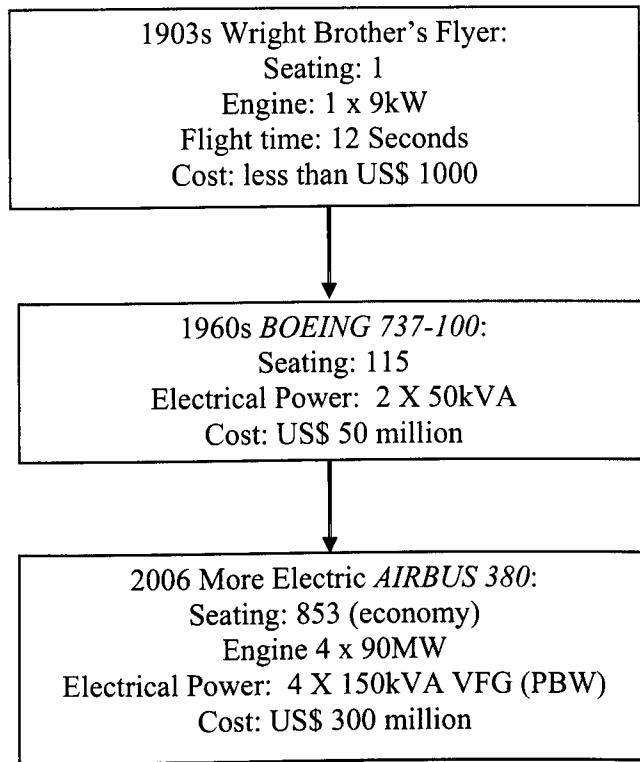 1903s Wright Brother’s Flyer:
Seating: 1
Engine: 1 x 9kW
Flight time: 12 Seconds
Cost: less than US$ 1000
1960s BOEING 737-100:
Seating: 115
Electrical Power: 2 X 50kVA
Cost: US$ 50 million
2006 More Electric AIRBUS 380:
Seating: 853 (economy)
Engine 4 x 90MW
Electrical Power: 4 X 150kVA VFG (PBW)
Cost: US$ 300 million